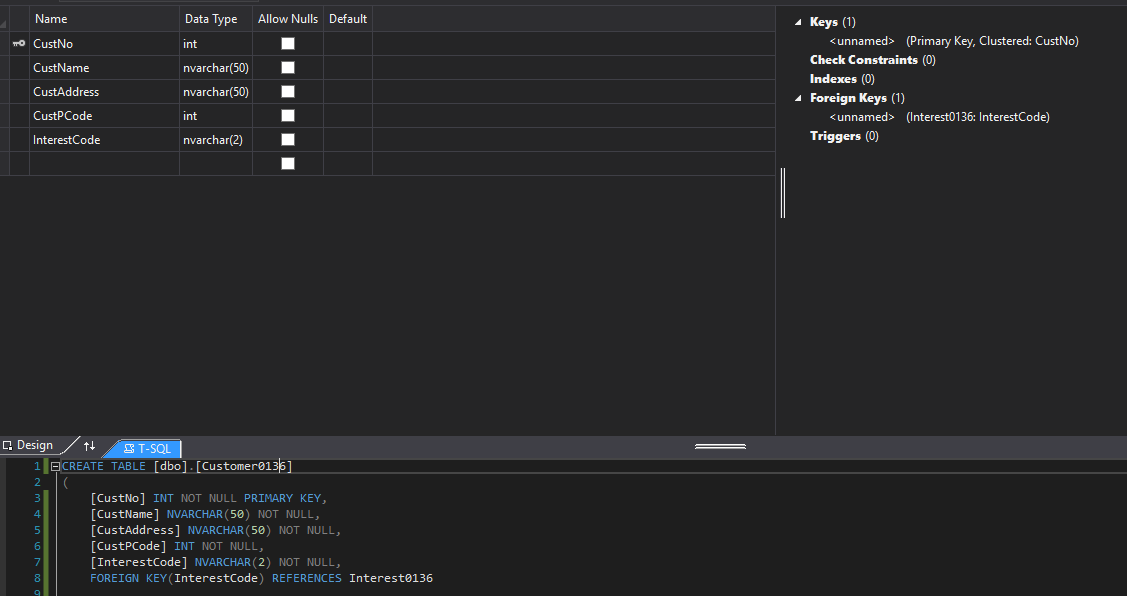 Name Data Type Allow Nulls Default
CustNo int
CustName nvarchar(50)
CustAddress nvarchar(50)
CustPCode int
InterestCode nvarchar(2)
Keys (1)
<unnamed> (Primary Key, Clustered: CustNo)
Check Constraints (0)
Indexes (0)
Foreign Keys (1)
<unnamed> (Interest0136: InterestCode)
Triggers (0)
Design T-SQL
1 CREATE TABLE [dbo].[Customer0136]
2 (
3 [CustNo] INT NOT NULL PRIMARY KEY,
4 [CustName] NVARCHAR(50) NOT NULL,
5 [CustAddress] NVARCHAR(50) NOT NULL,
6 [CustPCode] INT NOT NULL,
7 [InterestCode] NVARCHAR(2) NOT NULL,
8 FOREIGN KEY(InterestCode) REFERENCES Interest0136
9